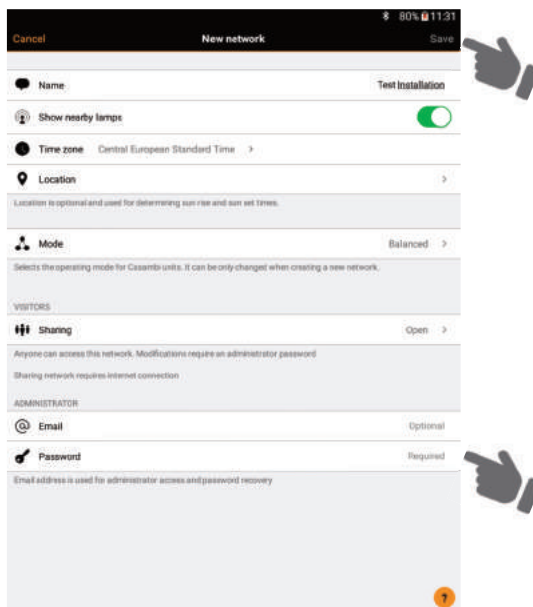 80% 11:31
Cancel New network Save
Name Test Installation
Show nearby lamps
Time zone Central European Standard Time >
Location >
Location is optional and used for determining sun rise and sun set times.
Mode Balanced >
Selects the operating mode for Casambi units. It can be only changed when creating a new network.
VISITORS
Sharing Open >
Anyone can access this network. Modifications require an administrator password
Sharing network requires internet connection
ADMINISTRATOR
@ Email Optional
Password Required
Email address is used for administrator access and password recovery
?